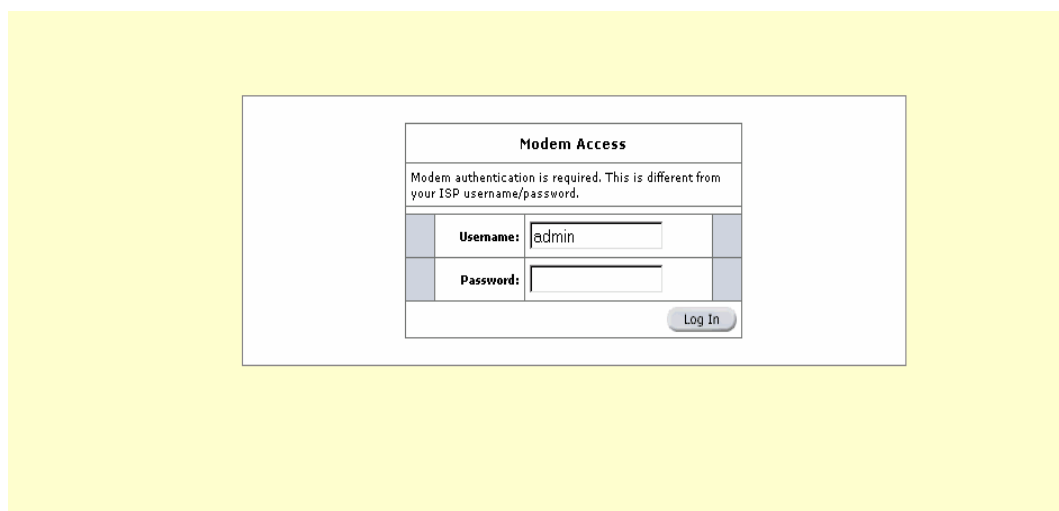 Modem Access
Modem authentication is required. This is different from
your ISP username/password.
Username: admin
Password:
Log In